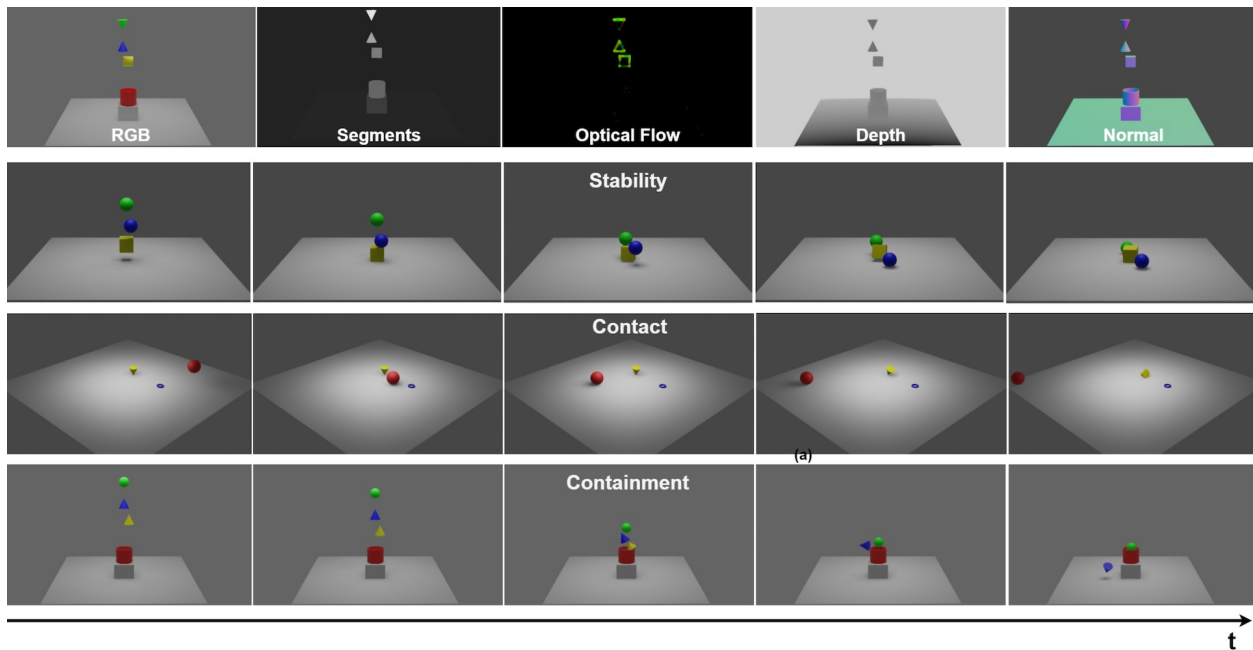 RGB
Segments
Optical Flow
Depth
Normal
Stability
Contact
(a)
Containment
t